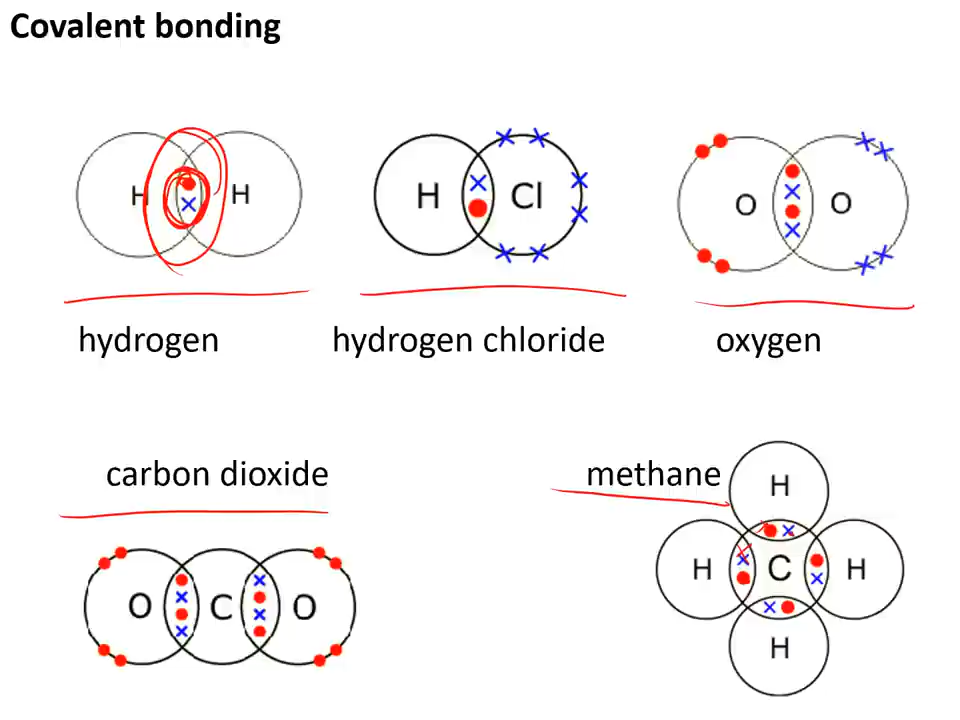 Covalent bonding
H H
H Cl
O O
hydrogen
hydrogen chloride
oxygen
carbon dioxide
methane
O C O
H
H C H
H